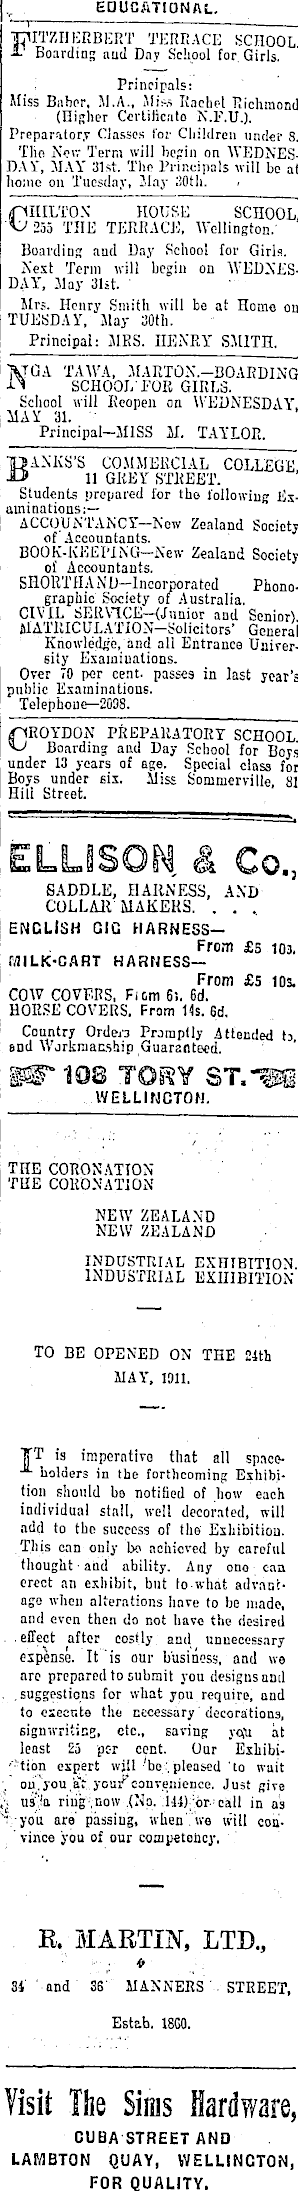 EDUCATIONAL.
FITZHERBERT TERRACE SCHOOL.
Boarding and Day School for Girls.
Principals:
Miss Baber, M.A., Miss Rachel Richmond
(Higher Certificate N.F.U.).
Preparatory Classes for Children under 8.
The New Term will begin on WEDNES-
DAY, MAY 31st. The Principals will be at
home on Tuesday, May 30th.
CHILTON HOUSE SCHOOL,
255 THE TERRACE, Wellington.
Boarding and Day School for Girls.
Next Term will begin on WEDNES-
DAY, May 31st.
Mrs. Henry Smith will be at Home on
TUESDAY, May 30th.
Principal: MRS. HENRY SMITH.
NGA TAWA, MARTON.—BOARDING
SCHOOL FOR GIRLS.
School will Reopen on WEDNESDAY,
MAY 31.
Principal—MISS M. TAYLOR.
BANKS'S COMMERCIAL COLLEGE,
11 GREY STREET.
Students prepared for the following Ex-
aminations:—
ACCOUNTANCY—New Zealand Society
of Accountants.
BOOK-KEEPING—New Zealand Society
of Accountants.
SHORTHAND—Incorporated Phono-
graphic Society of Australia.
CIVIL SERVICE—(Junior and Senior).
MATRICULATION—Solicitors' General
Knowledge, and all Entrance Univer-
sity Examinations.
Over 70 per cent. passes in last year's
public Examinations.
Telephone—2098.
CROYDON PREPARATORY SCHOOL.
Boarding and Day School for Boys
under 13 years of age. Special class for
Boys under six. Miss Sommerville, 81
Hill Street.
ELLISON & Co.,
SADDLE, HARNESS, AND
COLLAR MAKERS. . . .
ENGLISH GIG HARNESS—
From £5 10s.
MILK-CART HARNESS—
From £5 10s.
COW COVERS, From 6s. 6d.
HORSE COVERS, From 14s. 6d.
Country Orders Promptly Attended to,
and Workmanship Guaranteed.
108 TORY ST.
WELLINGTON.
THE CORONATION
THE CORONATION
NEW ZEALAND
NEW ZEALAND
INDUSTRIAL EXHIBITION.
INDUSTRIAL EXHIBITION
TO BE OPENED ON THE 24th
MAY, 1911.
IT is imperative that all space-
holders in the forthcoming Exhibi-
tion should be notified of how each
individual stall, well decorated, will
add to the success of the Exhibition.
This can only be achieved by careful
thought and ability. Any one can
erect an exhibit, but to what advant-
age when alterations have to be made,
and even then do not have the desired
effect after costly and unnecessary
expense. It is our business, and we
are prepared to submit you designs and
suggestions for what you require, and
to execute the necessary decorations,
signwriting, etc., saving you at
least 25 per cent. Our Exhibi-
tion expert will be pleased to wait
on you at your convenience. Just give
us a ring now (No. 144) or call in as
you are passing, when we will con-
vince you of our competency.
R. MARTIN, LTD.,
34 and 36 MANNERS STREET,
Estab. 1860.
Visit The Sims Hardware,
CUBA STREET AND
LAMBTON QUAY, WELLINGTON,
FOR QUALITY.